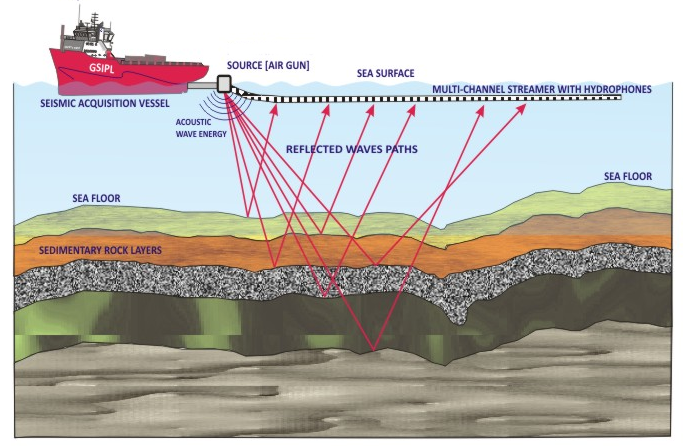 GSIPL
SOURCE [AIR GUN]
SEA SURFACE
MULTI-CHANNEL STREAMER WITH HYDROPHONES
SEISMIC ACQUISITION VESSEL
ACOUSTIC
WAVE ENERGY
REFLECTED WAVES PATHS
SEA FLOOR
SEA FLOOR
SEDIMENTARY ROCK LAYERS